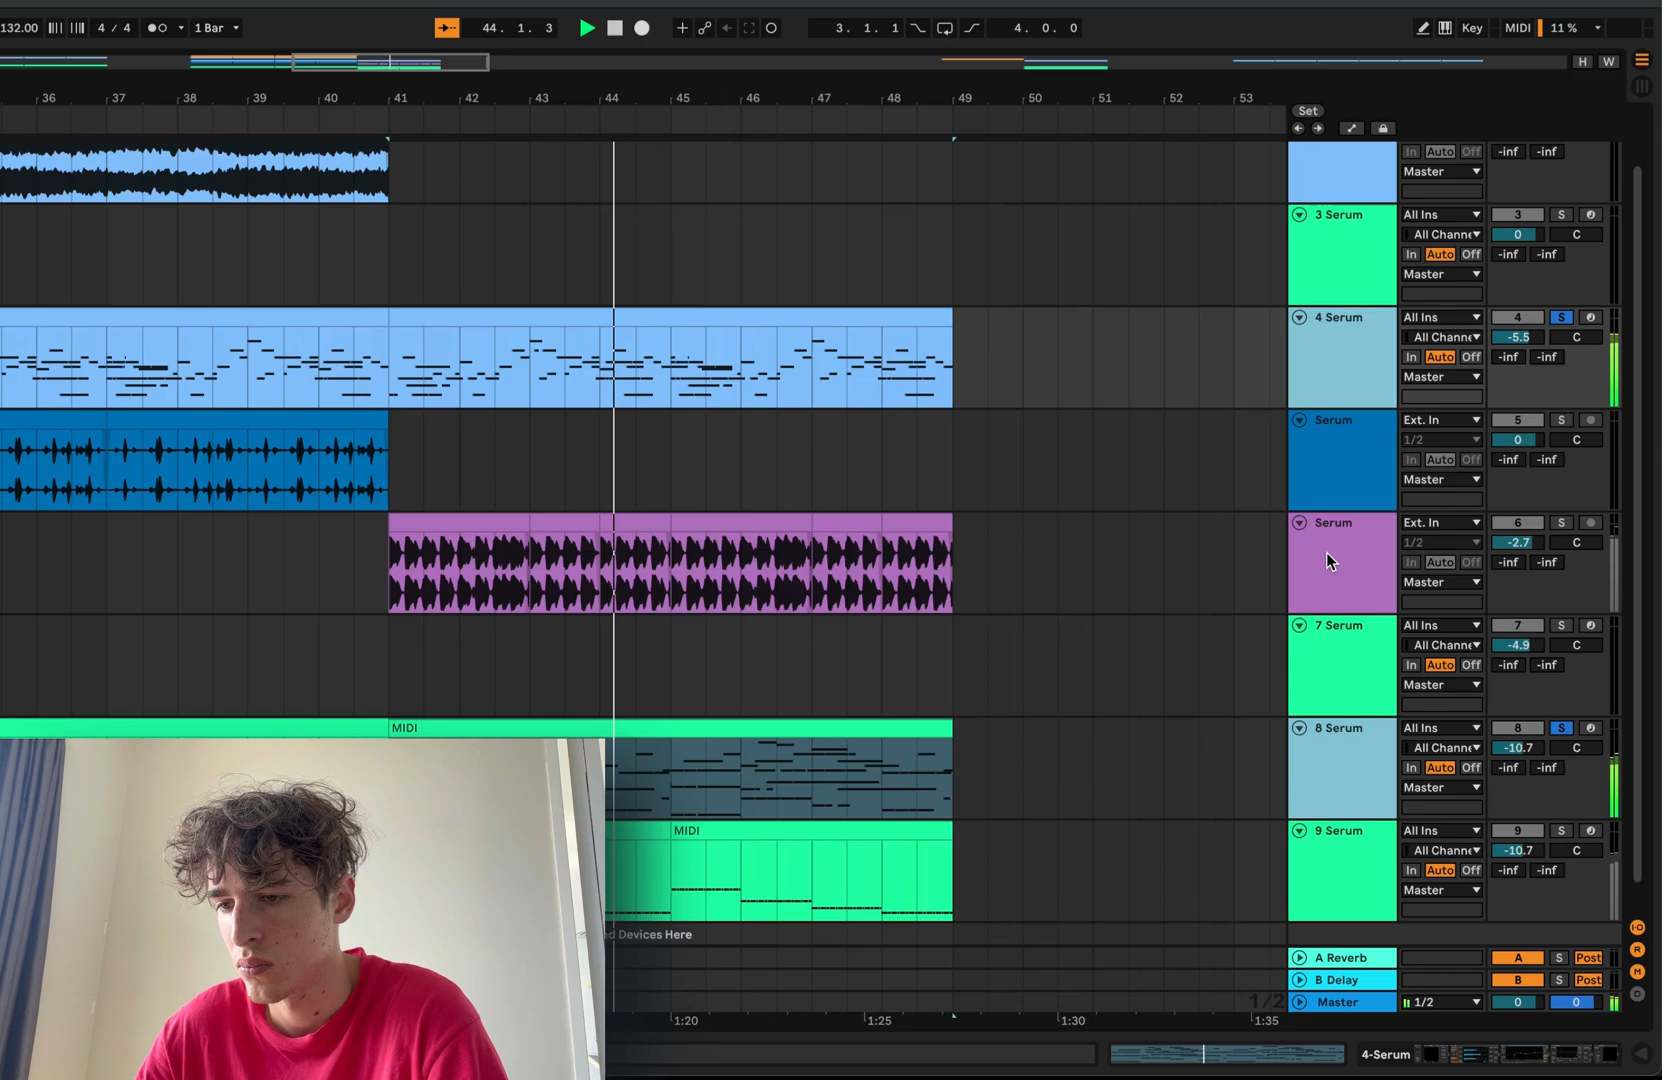 132.00 4 / 4 1 Bar 44. 1. 3 3. 1. 1 4. 0. 0 Key MIDI 11 %
H W
36 37 38 39 40 41 42 43 44 45 46 47 48 49 50 51 52 53
Set
In Auto Off -inf -inf
Master
3 Serum All Ins 3 S
All Channe 0 C
In Auto Off -inf -inf
Master
4 Serum All Ins 4 S
All Channe -5.5 C
In Auto Off -inf -inf
Master
Serum Ext. In 5 S
1/2 0 C
In Auto Off -inf -inf
Master
Serum Ext. In 6 S
1/2 -2.7 C
In Auto Off -inf -inf
Master
7 Serum All Ins 7 S
All Channe -4.9 C
In Auto Off -inf -inf
Master
MIDI 8 Serum All Ins 8 S
All Channe -10.7 C
In Auto Off -inf -inf
Master
MIDI 9 Serum All Ins 9 S
All Channe -10.7 C
In Auto Off -inf -inf
Master
Devices Here
A Reverb A S Post
B Delay B S Post
1/2 Master 1/2 0 0
I·O
R
M
D
1:20 1:25 1:30 1:35
4-Serum